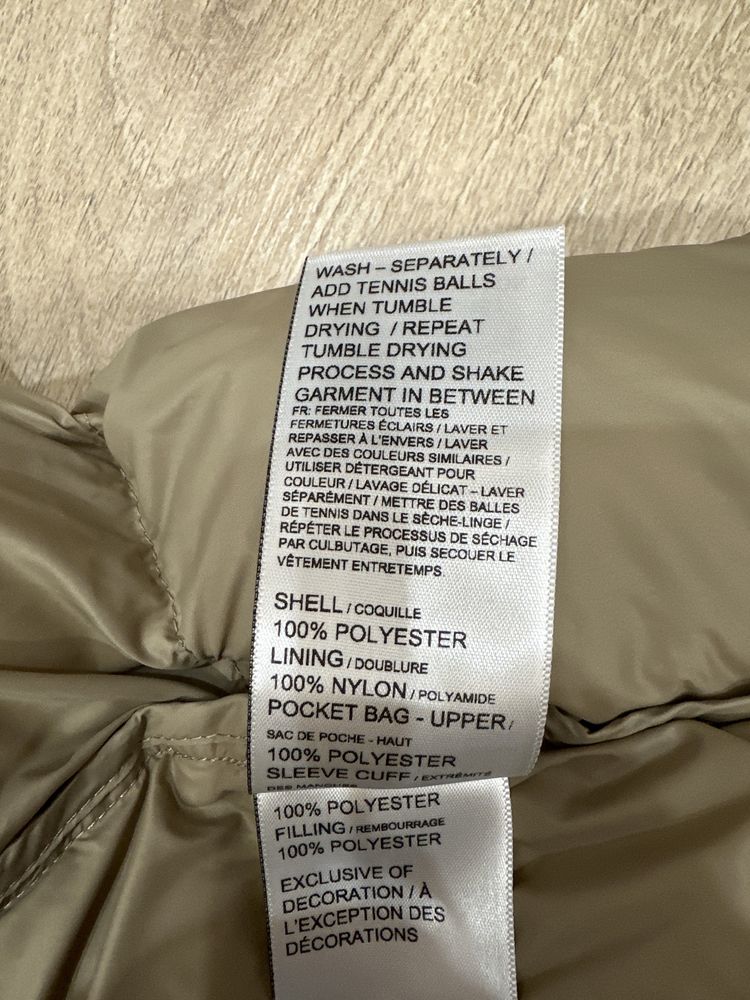 WASH – SEPARATELY /
ADD TENNIS BALLS
WHEN TUMBLE
DRYING / REPEAT
TUMBLE DRYING
PROCESS AND SHAKE
GARMENT IN BETWEEN
FR: FERMER TOUTES LES
FERMETURES ÉCLAIRS / LAVER ET
REPASSER À L'ENVERS / LAVER
AVEC DES COULEURS SIMILAIRES /
UTILISER DÉTERGEANT POUR
COULEUR / LAVAGE DÉLICAT – LAVER
SÉPARÉMENT / METTRE DES BALLES
DE TENNIS DANS LE SÈCHE-LINGE /
RÉPÉTER LE PROCESSUS DE SÉCHAGE
PAR CULBUTAGE, PUIS SECOUER LE
VÊTEMENT ENTRETEMPS.
SHELL / COQUILLE
100% POLYESTER
LINING / DOUBLURE
100% NYLON / POLYAMIDE
POCKET BAG - UPPER /
SAC DE POCHE - HAUT
100% POLYESTER
SLEEVE CUFF / EXTRÉMITÉ
DES MANCHES
100% POLYESTER
FILLING / REMBOURRAGE
100% POLYESTER
EXCLUSIVE OF
DECORATION / À
L'EXCEPTION DES
DÉCORATIONS